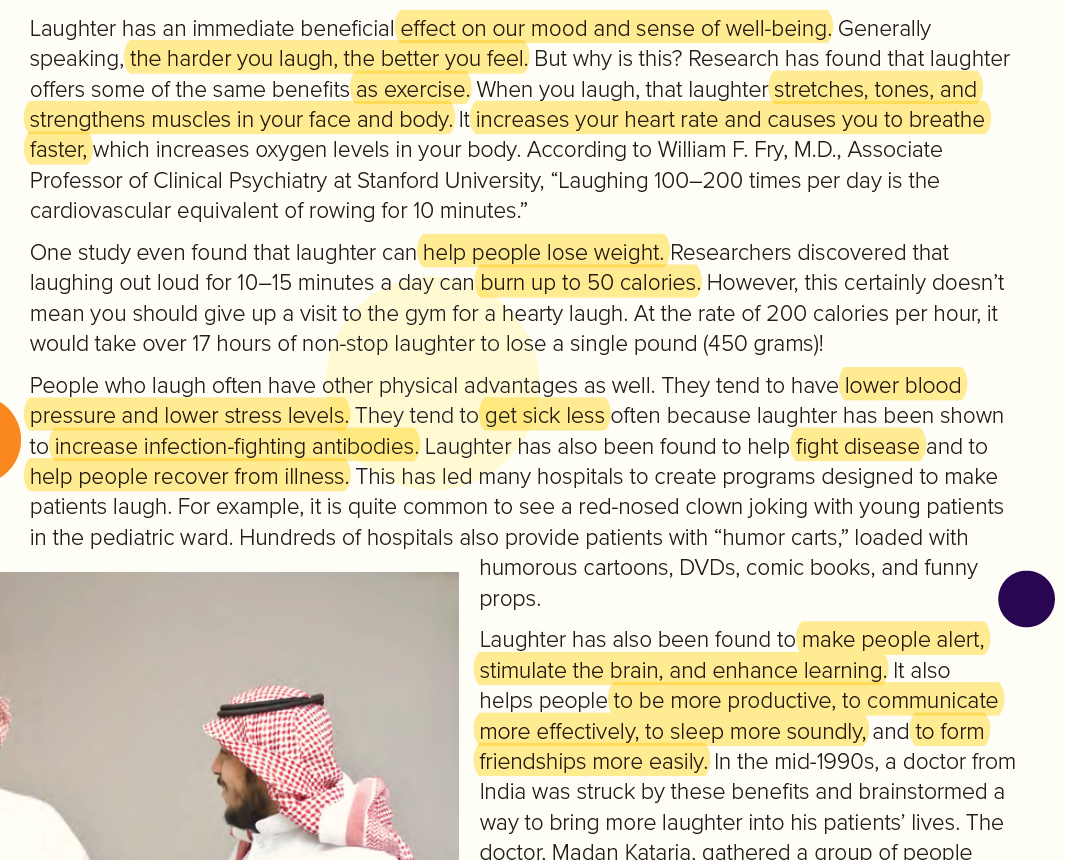 Laughter has an immediate beneficial effect on our mood and sense of well-being. Generally
speaking, the harder you laugh, the better you feel. But why is this? Research has found that laughter
offers some of the same benefits as exercise. When you laugh, that laughter stretches, tones, and
strengthens muscles in your face and body. It increases your heart rate and causes you to breathe
faster, which increases oxygen levels in your body. According to William F. Fry, M.D., Associate
Professor of Clinical Psychiatry at Stanford University, “Laughing 100–200 times per day is the
cardiovascular equivalent of rowing for 10 minutes.”
One study even found that laughter can help people lose weight. Researchers discovered that
laughing out loud for 10–15 minutes a day can burn up to 50 calories. However, this certainly doesn’t
mean you should give up a visit to the gym for a hearty laugh. At the rate of 200 calories per hour, it
would take over 17 hours of non-stop laughter to lose a single pound (450 grams)!
People who laugh often have other physical advantages as well. They tend to have lower blood
pressure and lower stress levels. They tend to get sick less often because laughter has been shown
to increase infection-fighting antibodies. Laughter has also been found to help fight disease and to
help people recover from illness. This has led many hospitals to create programs designed to make
patients laugh. For example, it is quite common to see a red-nosed clown joking with young patients
in the pediatric ward. Hundreds of hospitals also provide patients with “humor carts,” loaded with
humorous cartoons, DVDs, comic books, and funny
props.
Laughter has also been found to make people alert,
stimulate the brain, and enhance learning. It also
helps people to be more productive, to communicate
more effectively, to sleep more soundly, and to form
friendships more easily. In the mid-1990s, a doctor from
India was struck by these benefits and brainstormed a
way to bring more laughter into his patients’ lives. The
doctor, Madan Kataria, gathered a group of people